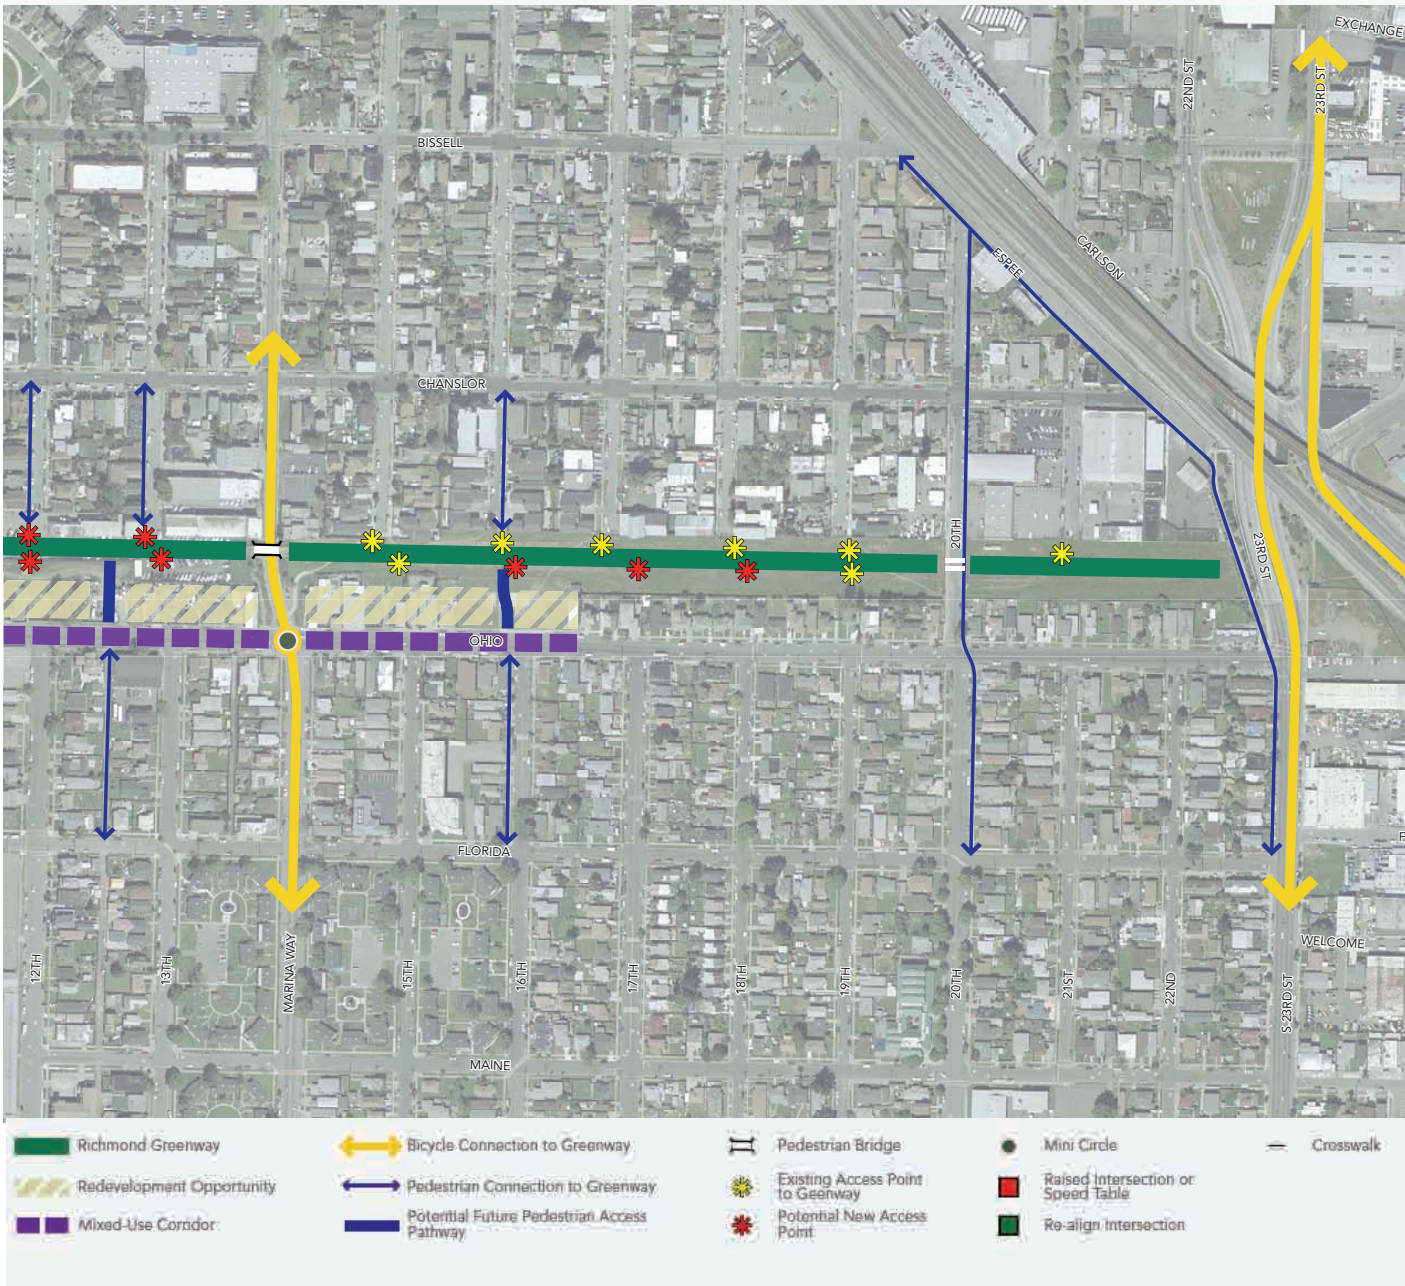 EXCHANGE
22ND ST
23RD ST
BISSELL
CARLSON
ESPEE
CHANSLOR
20TH
23RD ST
OHIO
FLORIDA
F
WELCOME
12TH
13TH
MARINA WAY
15TH
16TH
17TH
18TH
19TH
20TH
21ST
22ND
S 23RD ST
MAINE
Richmond Greenway
Bicycle Connection to Greenway
Pedestrian Bridge
Mini Circle
Crosswalk
Redevelopment Opportunity
Pedestrian Connection to Greenway
Existing Access Point
to Geenway
Raised Intersection or
Speed Table
Mixed-Use Corridor
Potential Future Pedestrian Access
Pathway
Potential New Access
Point
Re-align Intersection